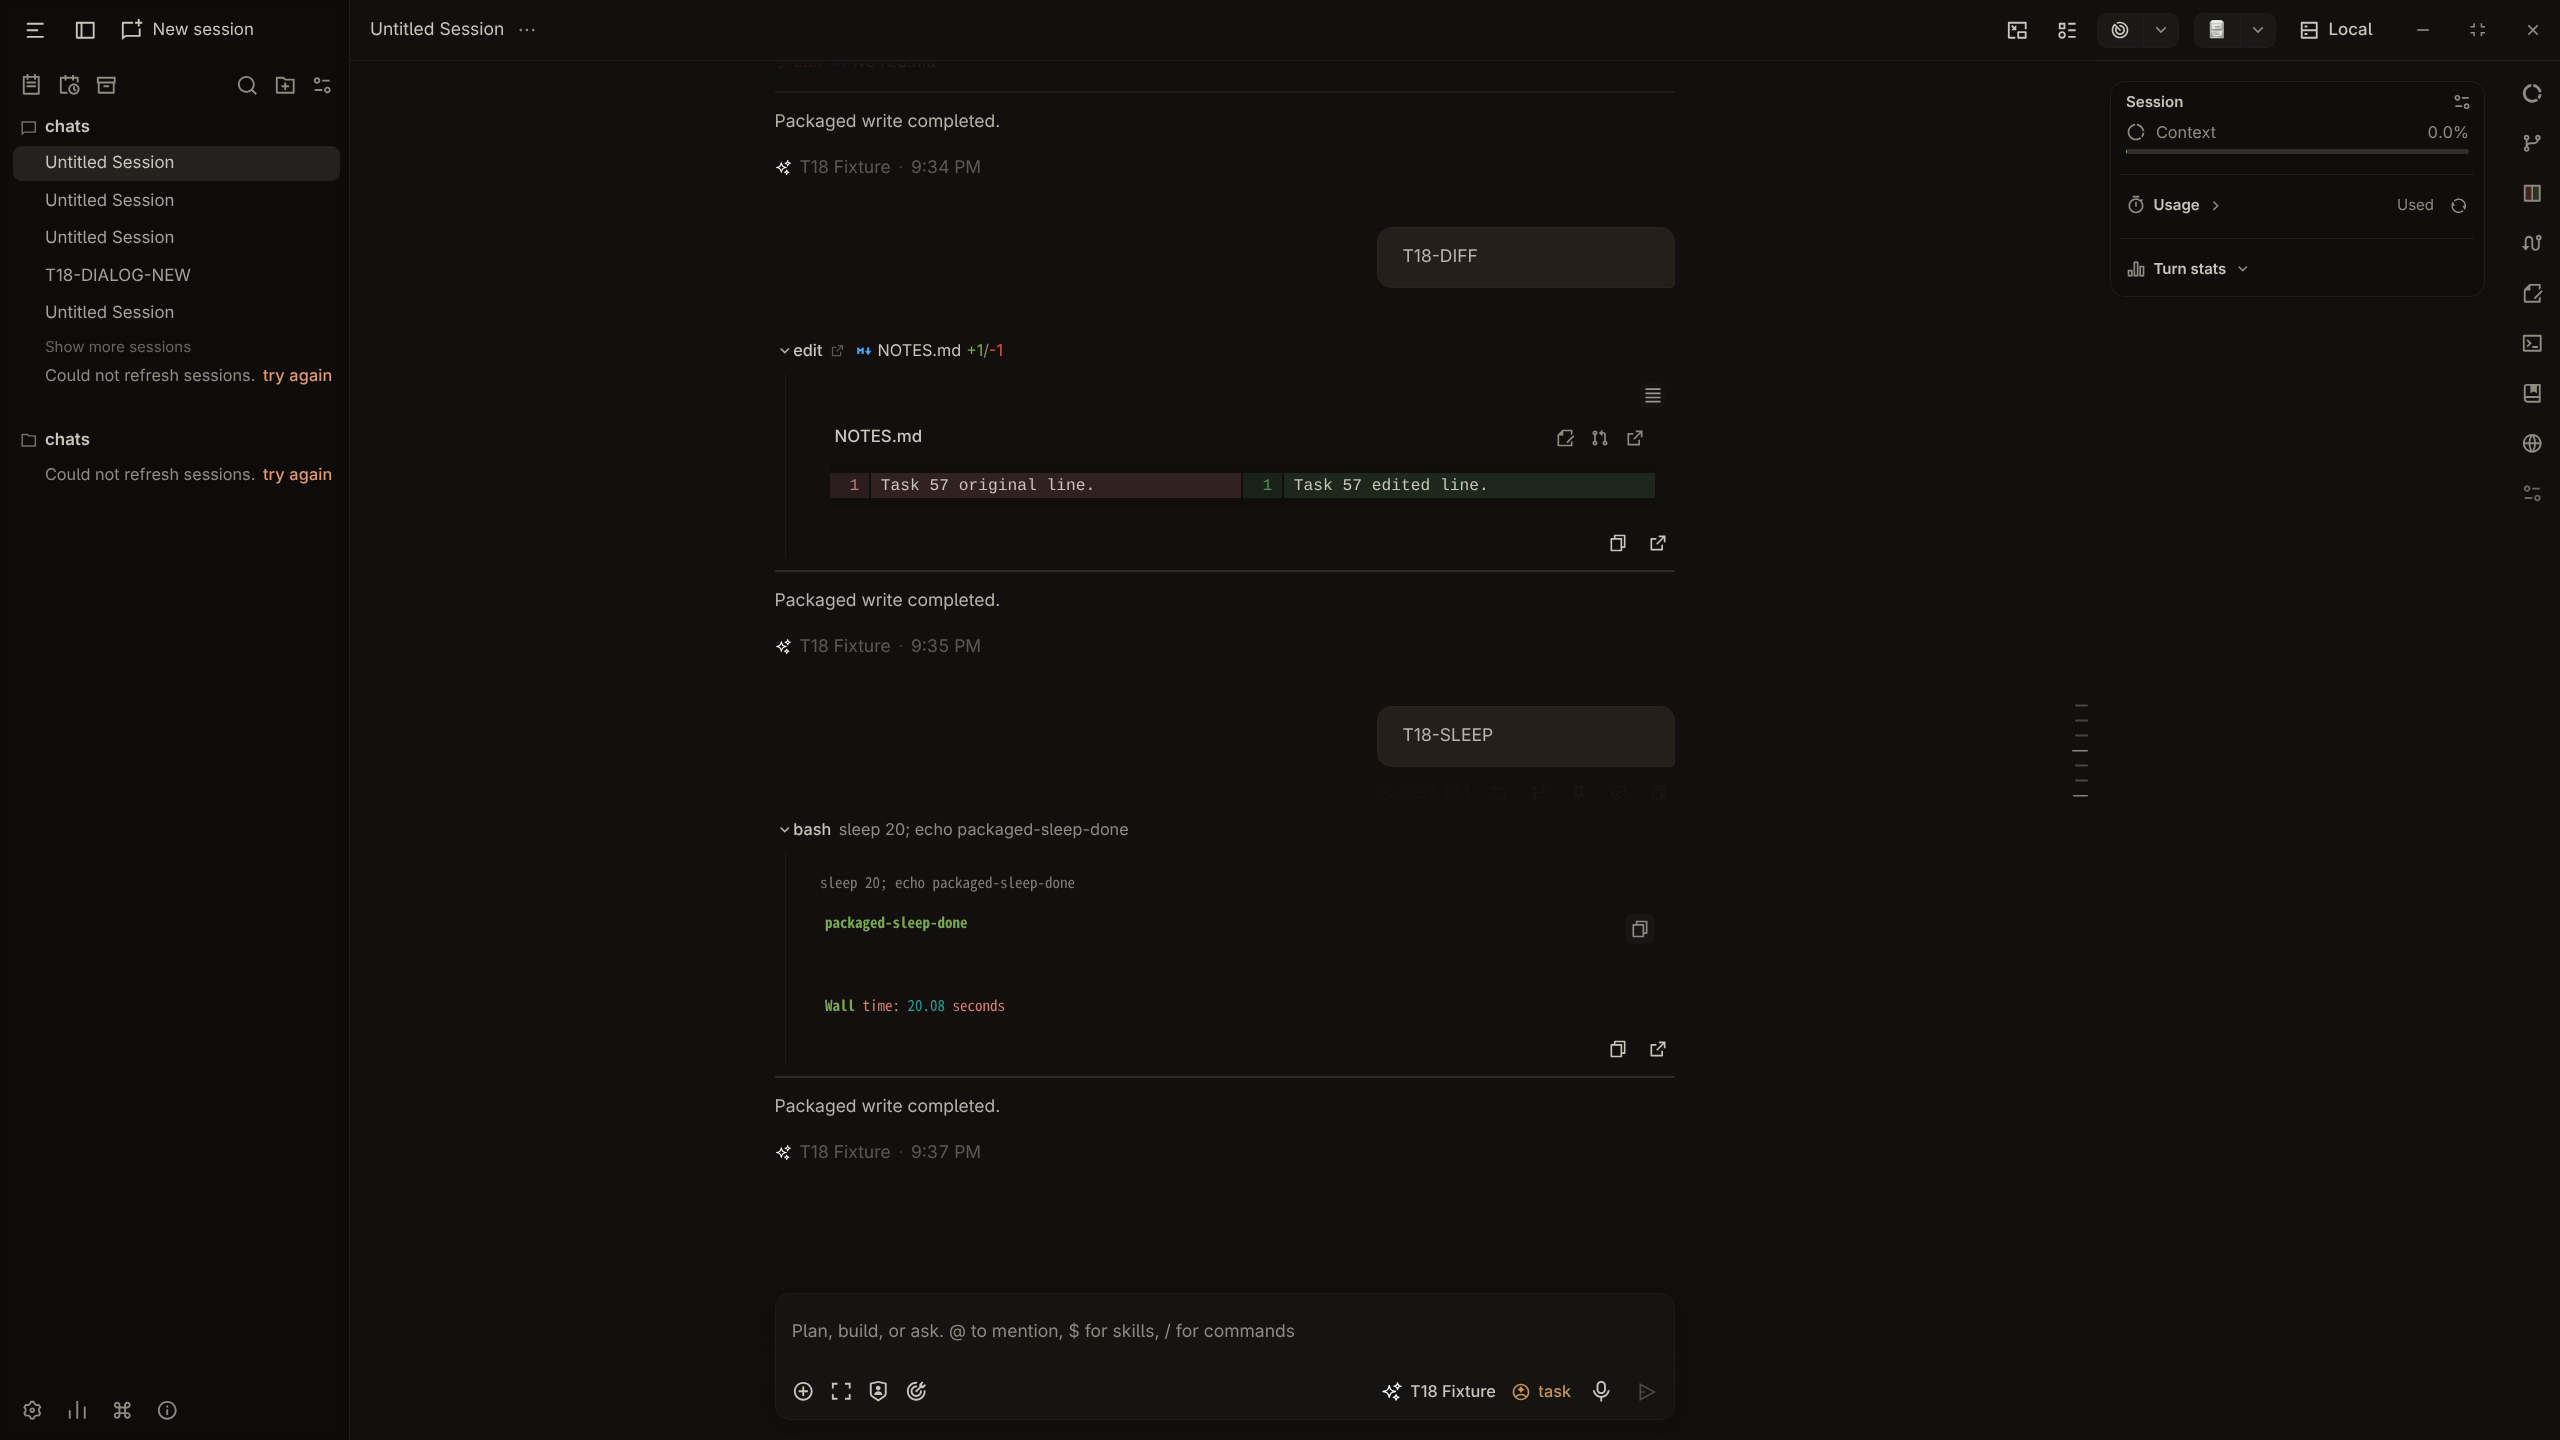 New session
Untitled Session
Local
chats
Untitled Session
Untitled Session
Untitled Session
T18-DIALOG-NEW
Untitled Session
Show more sessions
Could not refresh sessions. try again
chats
Could not refresh sessions. try again
Packaged write completed.
T18 Fixture · 9:34 PM
T18-DIFF
edit NOTES.md +1/-1
NOTES.md
1 Task 57 original line. 1 Task 57 edited line.
Packaged write completed.
T18 Fixture · 9:35 PM
T18-SLEEP
9:37 PM
bash sleep 20; echo packaged-sleep-done
sleep 20; echo packaged-sleep-done
packaged-sleep-done
Wall time: 20.08 seconds
Packaged write completed.
T18 Fixture · 9:37 PM
Plan, build, or ask. @ to mention, $ for skills, / for commands
T18 Fixture task
Session
Context 0.0%
Usage Used
Turn stats